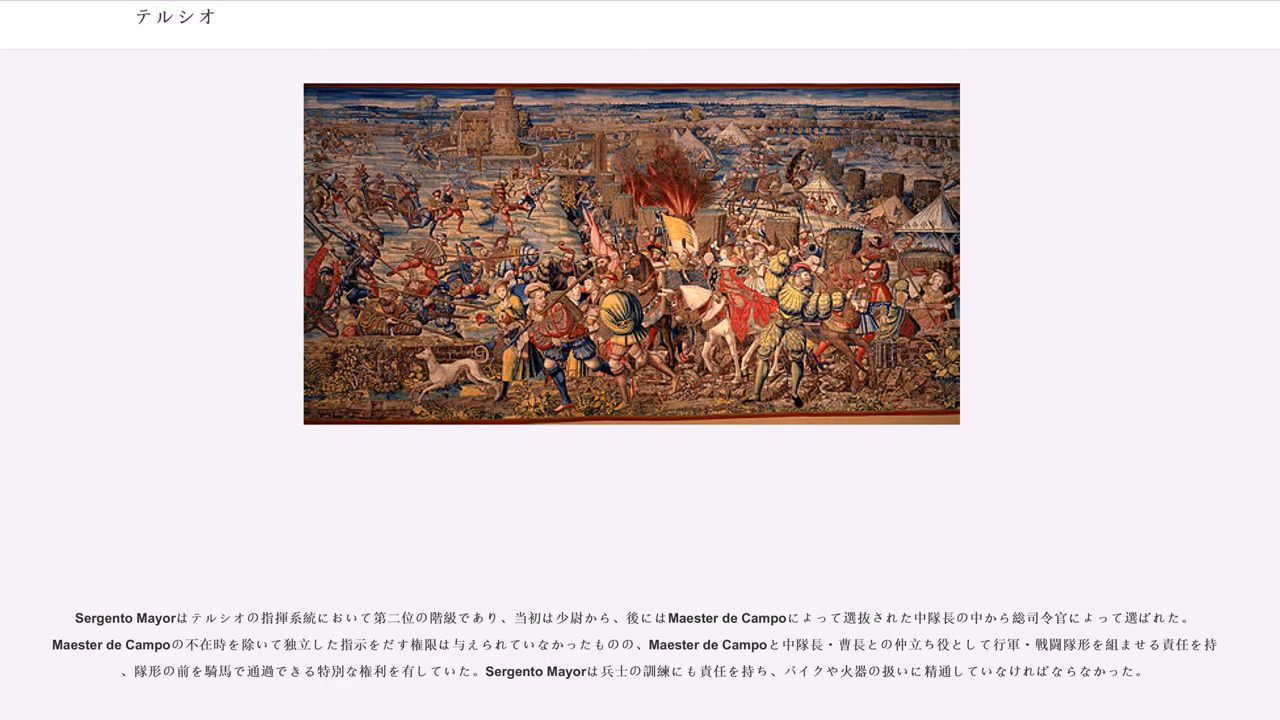 テルシオ
Sergento Mayorはテルシオの指揮系統において第二位の階級であり、当初は少尉から、後にはMaester de Campoによって選抜された中隊長の中から総司令官によって選ばれた。
Maester de Campoの不在時を除いて独立した指示をだす権限は与えられていなかったものの、Maester de Campoと中隊長・曹長との仲立ち役として行軍・戦闘隊形を組ませる責任を持
、隊形の前を騎馬で通過できる特別な権利を有していた。Sergento Mayorは兵士の訓練にも責任を持ち、パイクや火器の扱いに精通していなければならなかった。